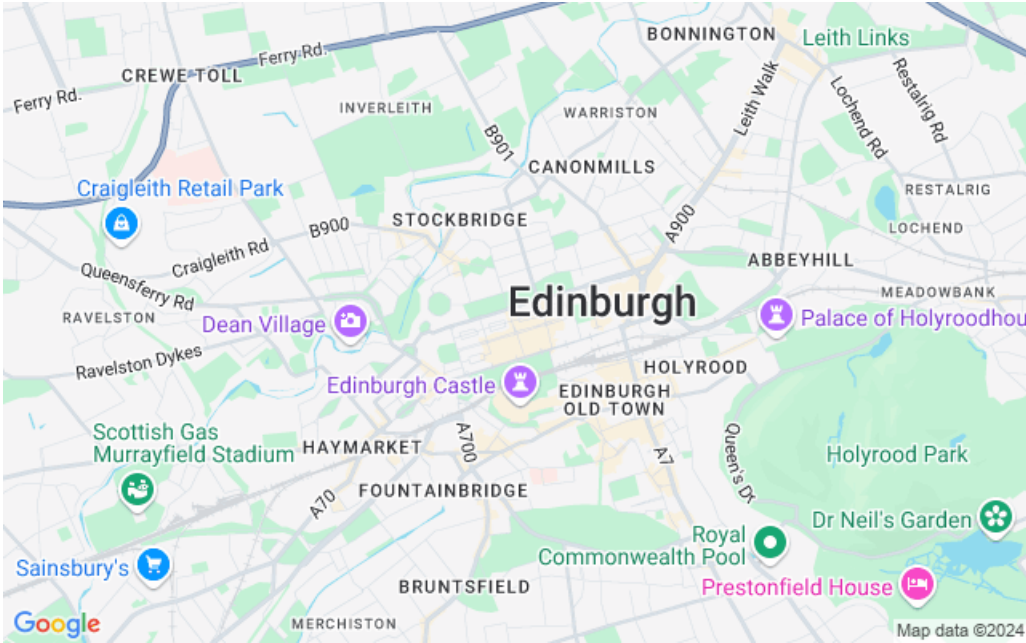 BONNINGTON
Leith Links
Ferry Rd.
CREWE TOLL
Ferry Rd.
INVERLEITH
WARRISTON
Leith Walk
Lochend Rd
Restalrig Rd
B901
CANONMILLS
Craigleith Retail Park
RESTALRIG
STOCKBRIDGE
B900
A900
LOCHEND
Craigleith Rd
ABBEYHILL
Queensferry Rd
MEADOWBANK
Edinburgh
RAVELSTON
Dean Village
Palace of Holyroodhou
Ravelston Dykes
HOLYROOD
Edinburgh Castle
EDINBURGH
OLD TOWN
Scottish Gas
Murrayfield Stadium
HAYMARKET
A700
A7
Queen's Dr
Holyrood Park
FOUNTAINBRIDGE
A70
Dr Neil's Garden
Royal
Commonwealth Pool
Sainsbury's
BRUNTSFIELD
Prestonfield House
MERCHISTON
Google
Map data ©2024